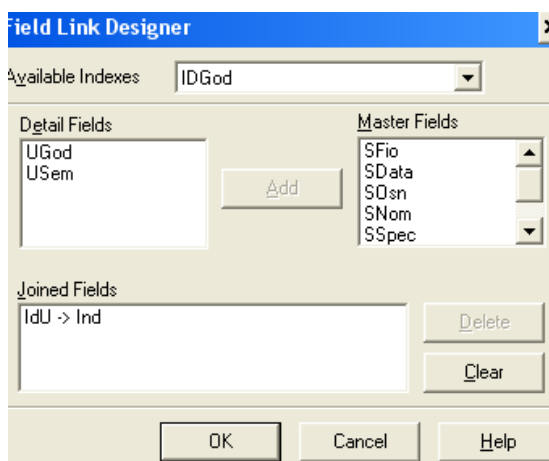 Field Link Designer
Available Indexes
IDGod
Detail Fields
UGod
USem
Add
Master Fields
SFio
SData
SOsn
SNom
SSpec
Joined Fields
IdU -> Ind
Delete
Clear
OK
Cancel
Help